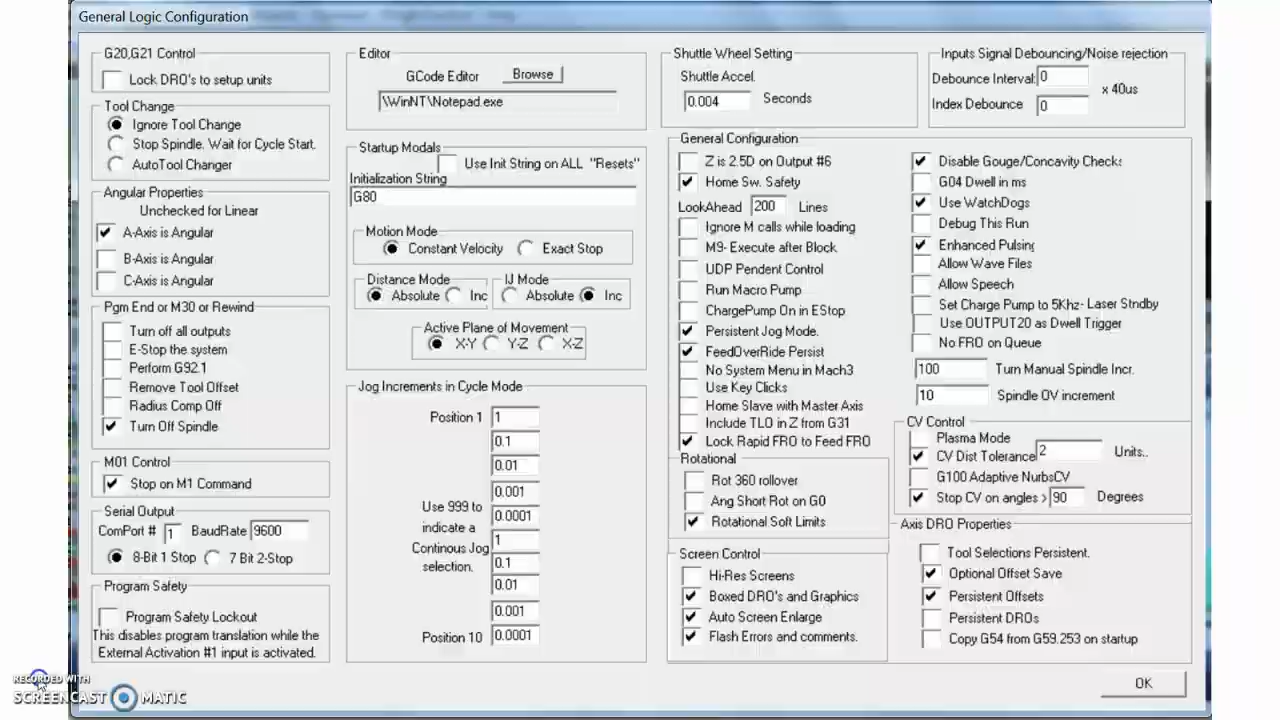 General Logic Configuration
G20,G21 Control
Lock DRO's to setup units
Tool Change
Ignore Tool Change
Stop Spindle. Wait for Cycle Start.
AutoTool Changer
Angular Properties
Unchecked for Linear
A-Axis is Angular
B-Axis is Angular
C-Axis is Angular
Pgm End or M30 or Rewind
Turn off all outputs
E-Stop the system
Perform G92.1
Remove Tool Offset
Radius Comp Off
Turn Off Spindle
M01 Control
Stop on M1 Command
Serial Output
ComPort # 1 BaudRate 9600
8-Bit 1 Stop 7 Bit 2-Stop
Program Safety
Program Safety Lockout
This disables program translation while the
External Activation #1 input is activated.
Editor
GCode Editor Browse
\WinNT\Notepad.exe
Startup Modals
Use Init String on ALL "Resets"
Initialization String
G80
Motion Mode
Constant Velocity Exact Stop
Distance Mode IJ Mode
Absolute Inc Absolute Inc
Active Plane of Movement
X-Y Y-Z X-Z
Jog Increments in Cycle Mode
Position 1 1
0.1
0.01
0.001
Use 999 to 0.0001
indicate a
Continous Jog 1
selection. 0.1
0.01
0.001
Position 10 0.0001
Shuttle Wheel Setting
Shuttle Accel.
0.004 Seconds
Inputs Signal Debouncing/Noise rejection
Debounce Interval: 0
x 40us
Index Debounce 0
General Configuration
Z is 2.5D on Output #6
Home Sw. Safety
LookAhead 200 Lines
Ignore M calls while loading
M9- Execute after Block
UDP Pendent Control
Run Macro Pump
ChargePump On in EStop
Persistent Jog Mode.
FeedOverRide Persist
No System Menu in Mach3
Use Key Clicks
Home Slave with Master Axis
Include TLO in Z from G31
Lock Rapid FRO to Feed FRO
Disable Gouge/Concavity Checks
G04 Dwell in ms
Use WatchDogs
Debug This Run
Enhanced Pulsing
Allow Wave Files
Allow Speech
Set Charge Pump to 5Khz- Laser Stndby
Use OUTPUT20 as Dwell Trigger
No FRO on Queue
100 Turn Manual Spindle Incr.
10 Spindle OV increment
Rotational
Rot 360 rollover
Ang Short Rot on G0
Rotational Soft Limits
Screen Control
Hi-Res Screens
Boxed DRO's and Graphics
Auto Screen Enlarge
Flash Errors and comments.
CV Control
Plasma Mode
CV Dist Tolerance 2 Units..
G100 Adaptive NurbsCV
Stop CV on angles > 90 Degrees
Axis DRO Properties
Tool Selections Persistent.
Optional Offset Save
Persistent Offsets
Persistent DROs
Copy G54 from G59.253 on startup
OK
RECORDED WITH
SCREENCAST MATIC